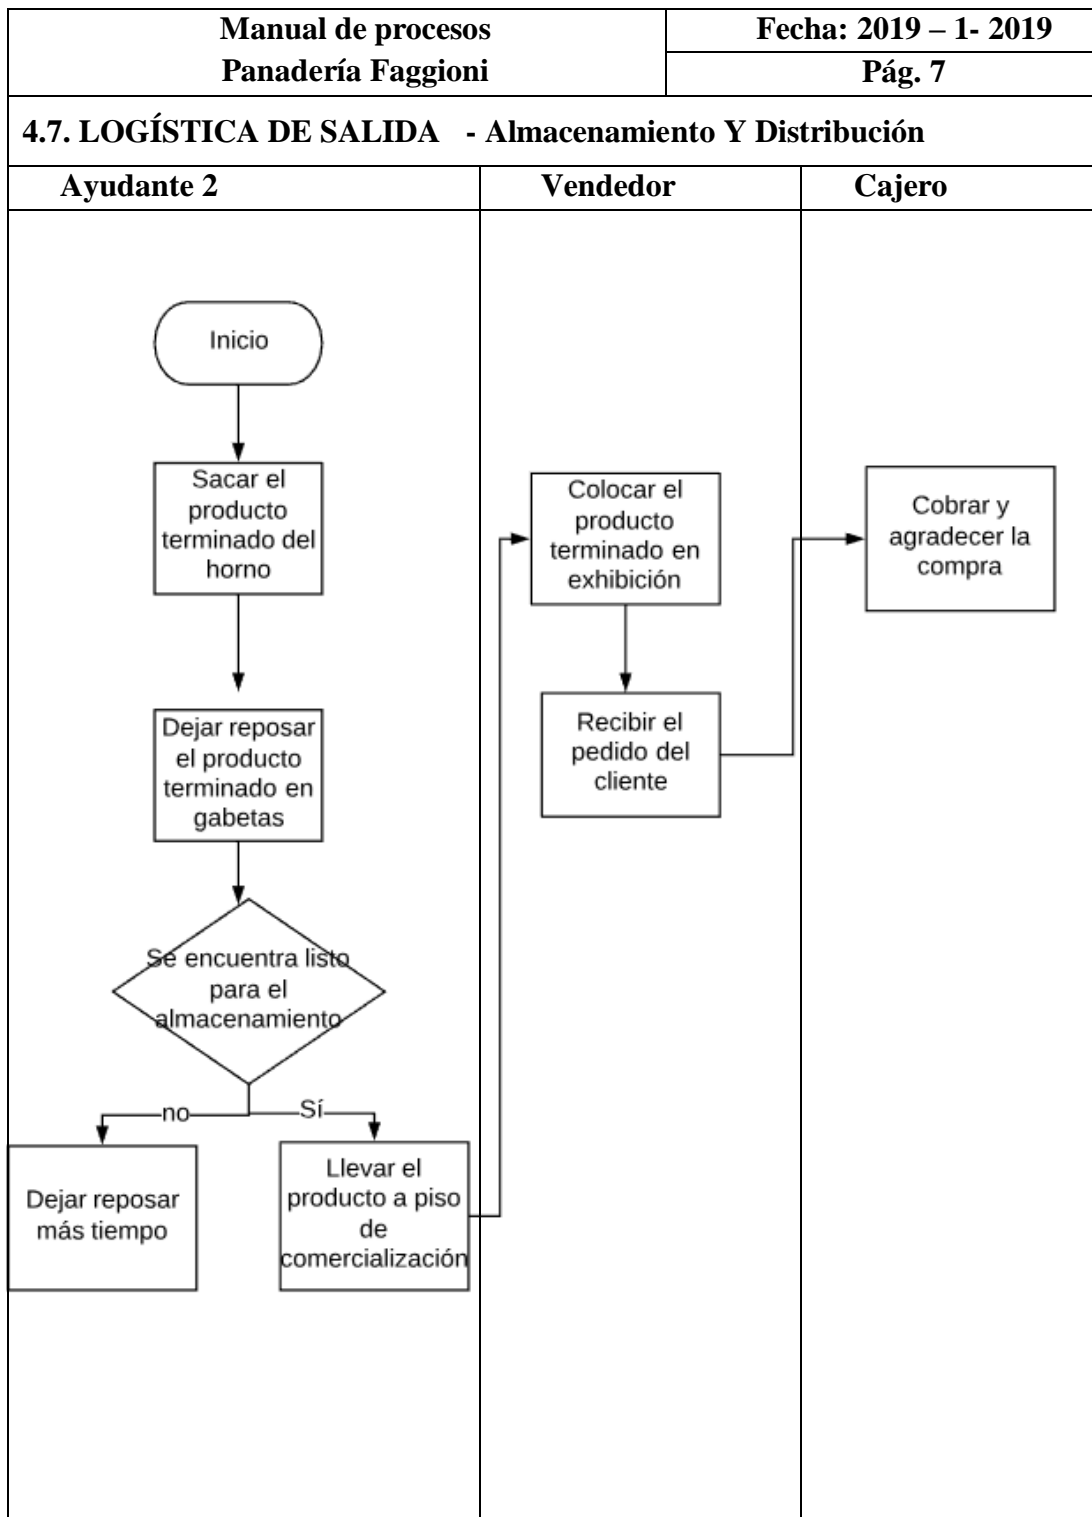 Manual de procesos
Panadería Faggioni
Fecha: 2019 – 1- 2019
Pág. 7
4.7. LOGÍSTICA DE SALIDA - Almacenamiento Y Distribución
Ayudante 2
Vendedor
Cajero
Inicio
Sacar el
producto
terminado del
horno
Dejar reposar
el producto
terminado en
gabetas
Se encuentra listo
para el
almacenamiento
no
Sí
Dejar reposar
más tiempo
Llevar el
producto a piso
de
comercialización
Colocar el
producto
terminado en
exhibición
Recibir el
pedido del
cliente
Cobrar y
agradecer la
compra